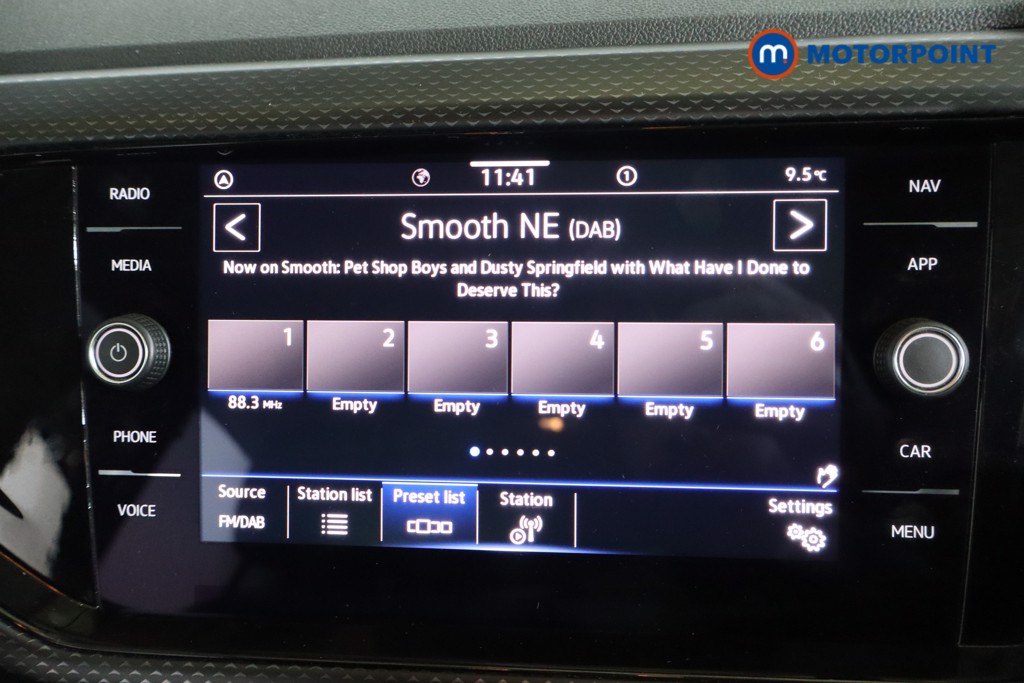 m.
MOTORPOINT
RADIO
MEDIA
PHONE
VOICE
11:41
1
9.5°C
<
Smooth NE (DAB)
>
Now on Smooth: Pet Shop Boys and Dusty Springfield with What Have I Done to
Deserve This?
1 2 3 4 5 6
88.3 MHz Empty Empty Empty Empty Empty
Source
FM/DAB
Station list
Preset list
Station
Settings
NAV
APP
CAR
MENU